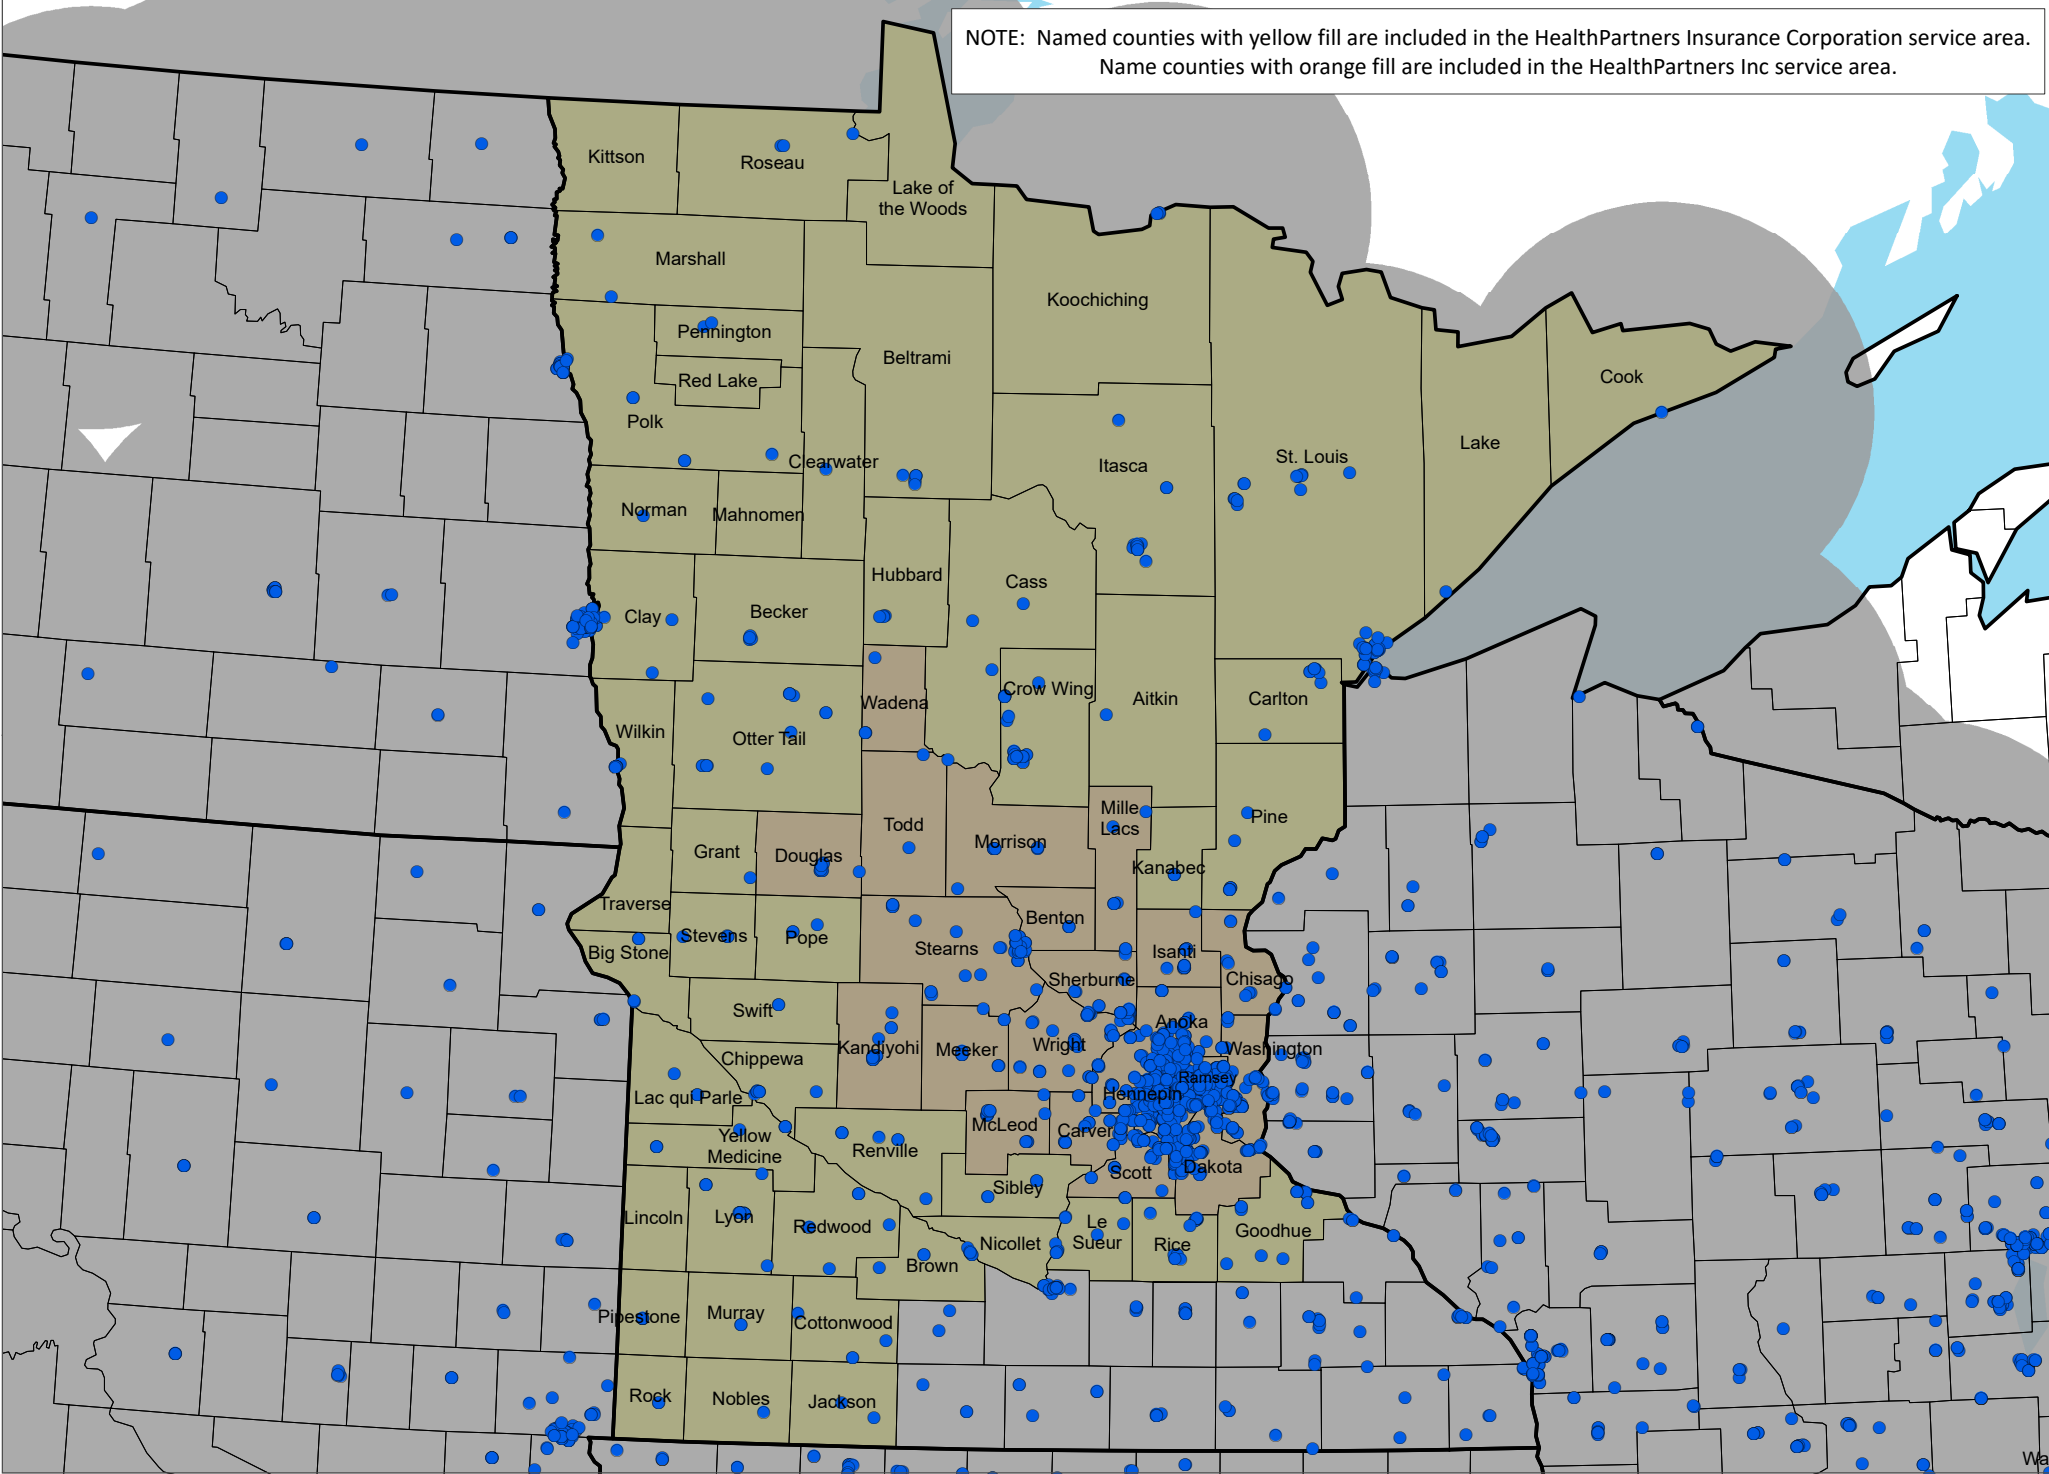 NOTE: Named counties with yellow fill are included in the HealthPartners Insurance Corporation service area.
Name counties with orange fill are included in the HealthPartners Inc service area.
Kittson
Roseau
Lake of
the Woods
Marshall
Koochiching
Pennington
Beltrami
Red Lake
Cook
Polk
Lake
Clearwater
Itasca
St. Louis
Norman
Mahnomen
Hubbard
Cass
Clay
Becker
Wadena
Crow Wing
Aitkin
Carlton
Wilkin
Otter Tail
Mille
Lacs
Pine
Todd
Morrison
Grant
Douglas
Kanabec
Traverse
Benton
Stevens
Pope
Stearns
Isanti
Big Stone
Sherburne
Chisago
Swift
Anoka
Kandiyohi
Meeker
Wright
Washington
Chippewa
Ramsey
Hennepin
Lac qui Parle
McLeod
Carver
Yellow
Medicine
Renville
Scott
Dakota
Sibley
Lincoln
Lyon
Redwood
Le
Sueur
Rice
Goodhue
Nicollet
Brown
Pipestone
Murray
Cottonwood
Rock
Nobles
Jackson
Wa